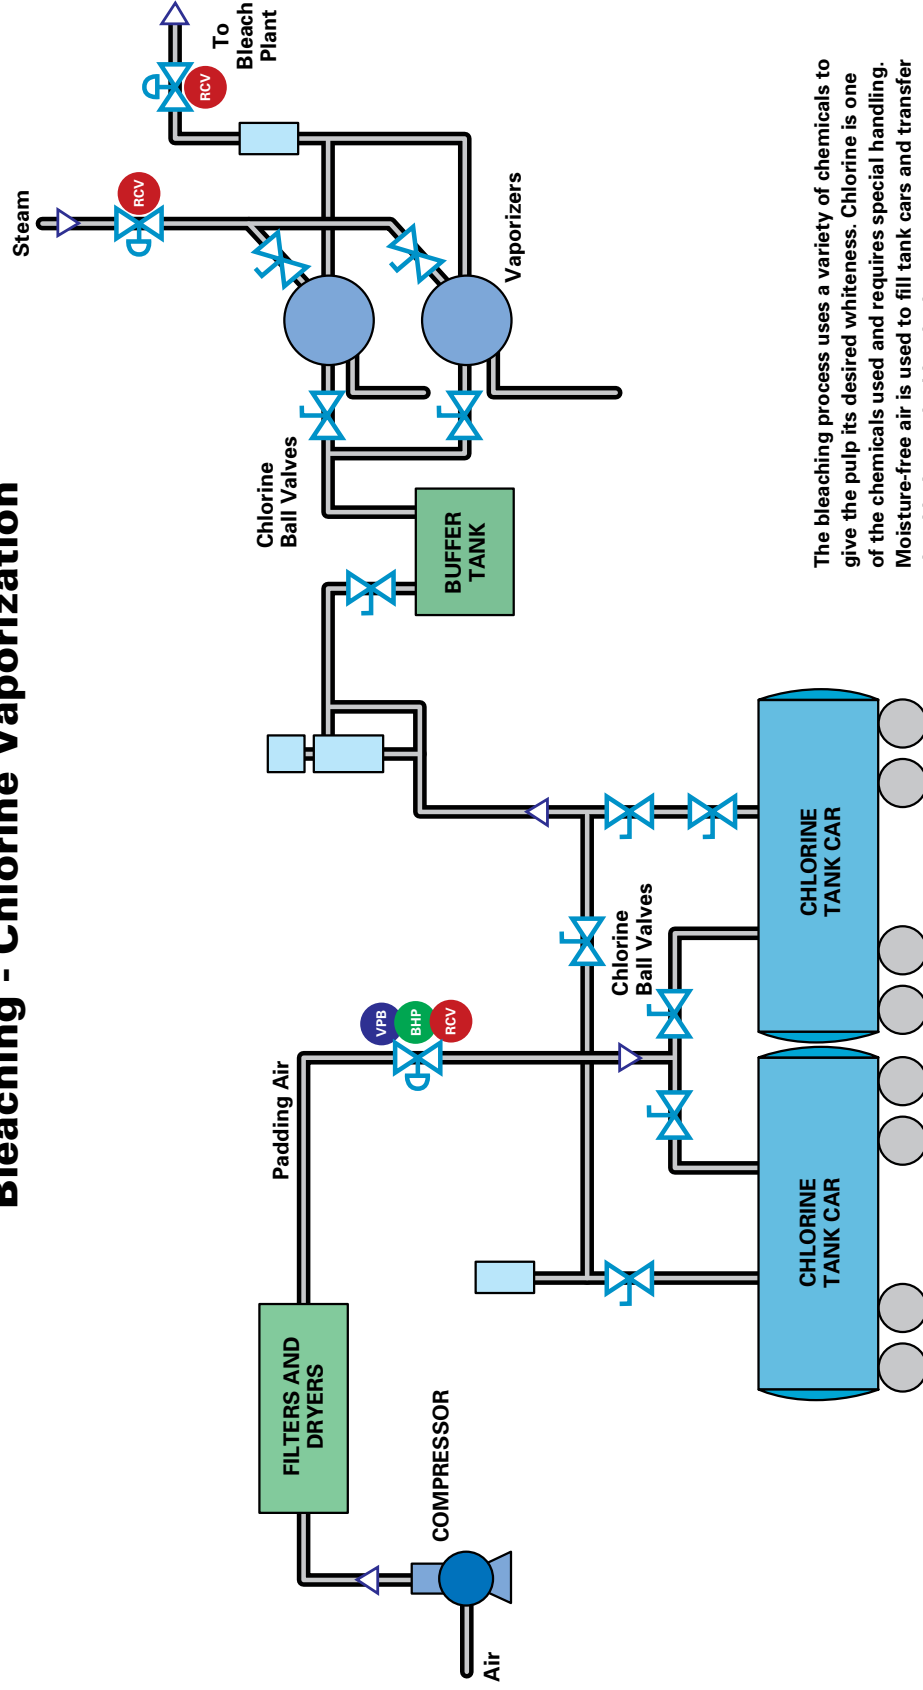 Bleaching - Chlorine Vaporization
Steam
RCV
RCV
To
Bleach
Plant
Vaporizers
Chlorine
Ball Valves
BUFFER
TANK
Padding Air
VPB
BHP
RCV
Chlorine
Ball Valves
FILTERS AND
DRYERS
COMPRESSOR
Air
CHLORINE
TANK CAR
CHLORINE
TANK CAR
The bleaching process uses a variety of chemicals to
give the pulp its desired whiteness. Chlorine is one
of the chemicals used and requires special handling.
Moisture-free air is used to fill tank cars and transfer